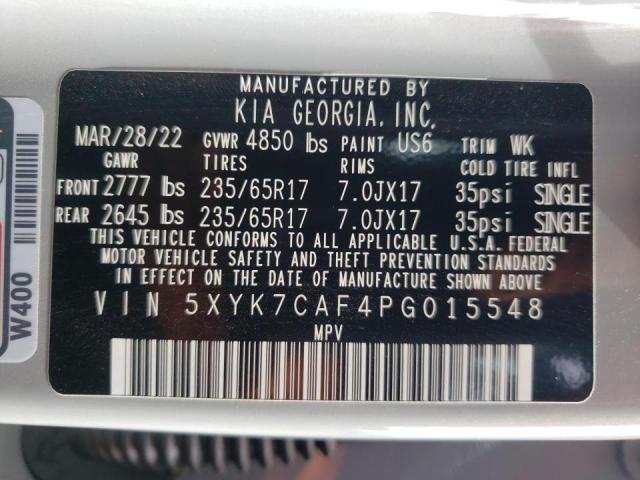 MANUFACTURED BY
KIA GEORGIA, INC.
MAR/28/22 GVWR 4850 lbs PAINT US6 TRIM WK
GAWR TIRES RIMS COLD TIRE INFL
FRONT 2777 lbs 235/65R17 7.0JX17 35psi SINGLE
REAR 2645 lbs 235/65R17 7.0JX17 35psi SINGLE
THIS VEHICLE CONFORMS TO ALL APPLICABLE U.S.A. FEDERAL
MOTOR VEHICLE SAFETY AND THEFT PREVENTION STANDARDS
IN EFFECT ON THE DATE OF MANUFACTURE SHOWN ABOVE
VIN 5XYK7CAF4PG015548
MPV
W400